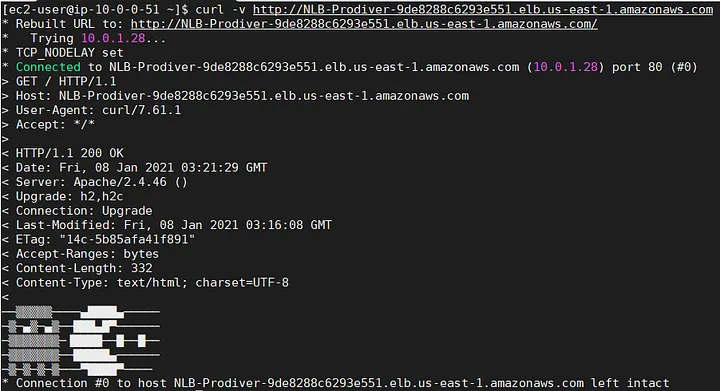 [ec2-user@ip-10-0-0-51 ~]$ curl -v http://NLB-Prodiver-9de8288c6293e551.elb.us-east-1.amazonaws.com
* Rebuilt URL to: http://NLB-Prodiver-9de8288c6293e551.elb.us-east-1.amazonaws.com/
*   Trying 10.0.1.28...
* TCP_NODELAY set
* Connected to NLB-Prodiver-9de8288c6293e551.elb.us-east-1.amazonaws.com (10.0.1.28) port 80 (#0)
> GET / HTTP/1.1
> Host: NLB-Prodiver-9de8288c6293e551.elb.us-east-1.amazonaws.com
> User-Agent: curl/7.61.1
> Accept: */*
>
< HTTP/1.1 200 OK
< Date: Fri, 08 Jan 2021 03:21:29 GMT
< Server: Apache/2.4.46 ()
< Upgrade: h2,h2c
< Connection: Upgrade
< Last-Modified: Fri, 08 Jan 2021 03:16:08 GMT
< ETag: "14c-5b85afa41f891"
< Accept-Ranges: bytes
< Content-Length: 332
< Content-Type: text/html; charset=UTF-8
<
* Connection #0 to host NLB-Prodiver-9de8288c6293e551.elb.us-east-1.amazonaws.com left intact